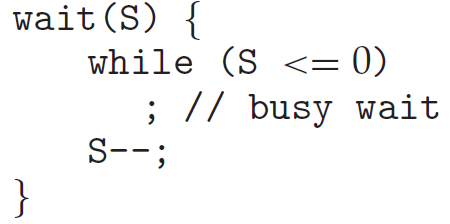 wait(S) {
    while (S <= 0)
      ; // busy wait
    S--;
}